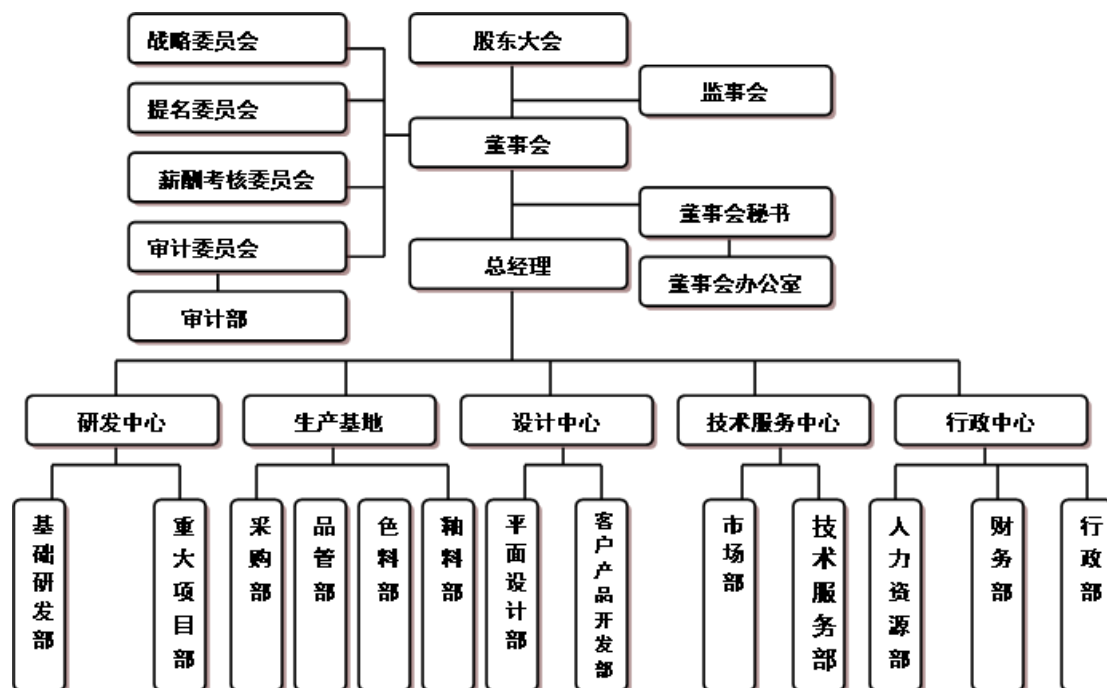 战略委员会
股东大会
监事会
提名委员会
董事会
薪酬考核委员会
董事会秘书
审计委员会
总经理
董事会办公室
审计部
研发中心
生产基地
设计中心
技术服务中心
行政中心
基础研发部
重大项目部
采购部
品管部
色料部
釉料部
平面设计部
客户产品开发部
市场部
技术服务部
人力资源部
财务部
行政部